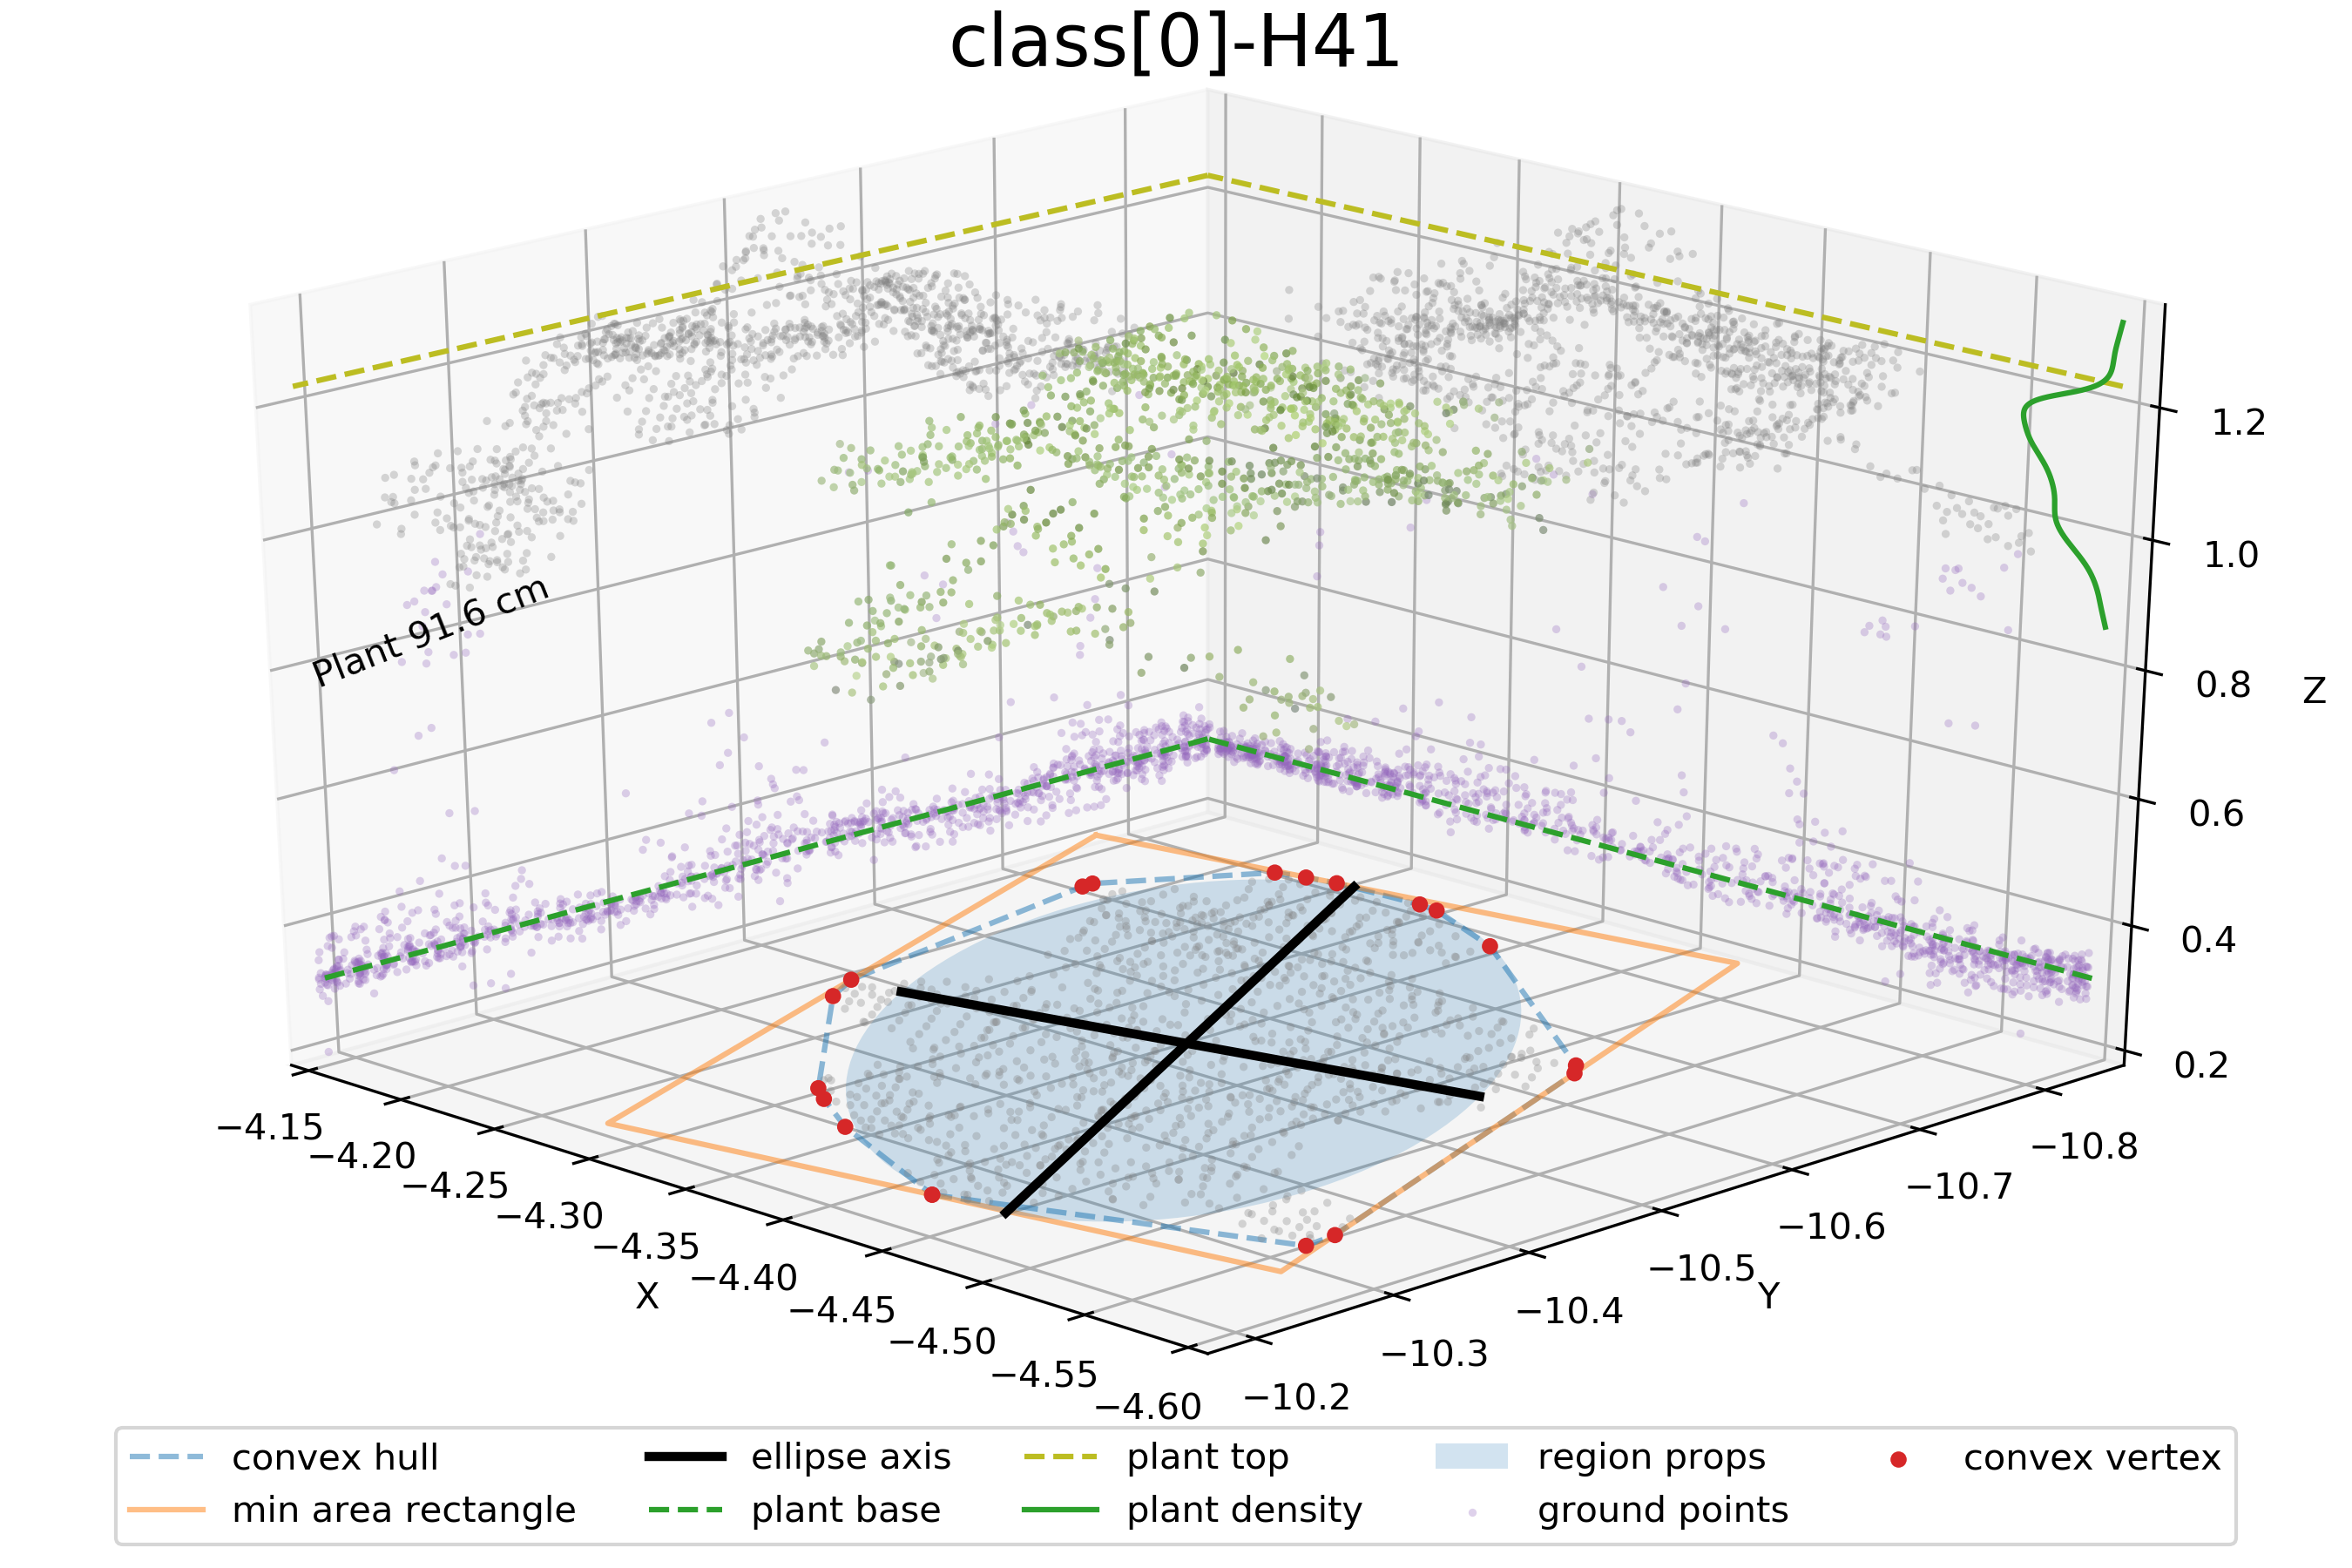 class[0]-H41
Plant 91.6 cm
1.2
1.0
0.8
Z
0.6
0.4
0.2
−4.15
−4.20
−4.25
−4.30
−4.35
−4.40
−4.45
−4.50
−4.55
−4.60
X
−10.8
−10.7
−10.6
−10.5
−10.4
−10.3
−10.2
Y
convex hull
min area rectangle
ellipse axis
plant base
plant top
plant density
region props
ground points
convex vertex